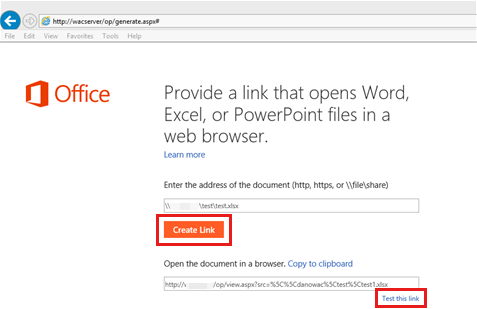 http://wacserver/op/generate.aspx#
File Edit View Favorites Tools Help
Office
Provide a link that opens Word,
Excel, or PowerPoint files in a
web browser.
Learn more
Enter the address of the document (http, https, or \\file\share)
\\ \test\test.xlsx
Create Link
Open the document in a browser. Copy to clipboard
http:// /op/view.aspx?src=%5C%5Cdanowac%5Ctest%5Ctest1.xlsx
Test this link